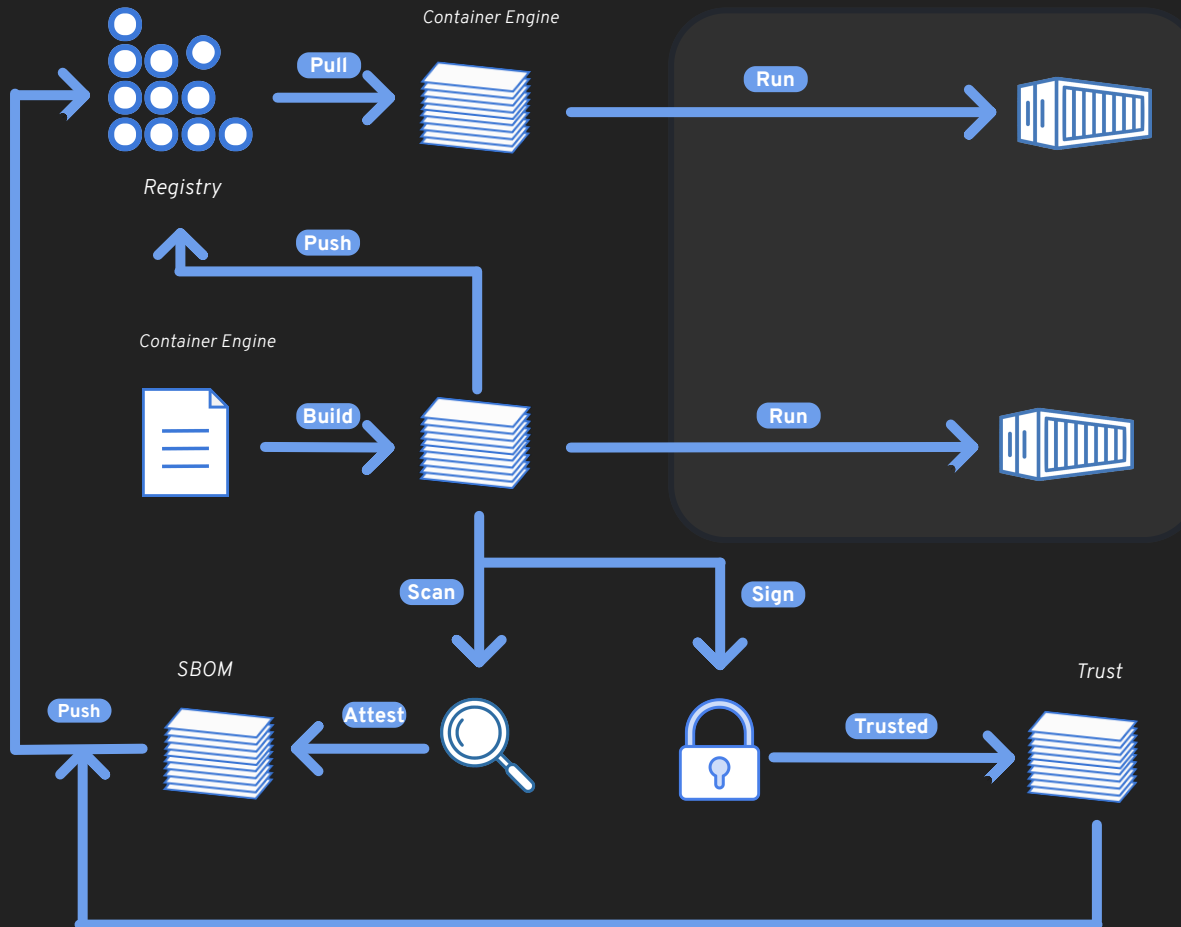 Container Engine
Pull
Run
Registry
Push
Container Engine
Build
Run
Scan
Sign
SBOM
Trust
Push
Attest
Trusted